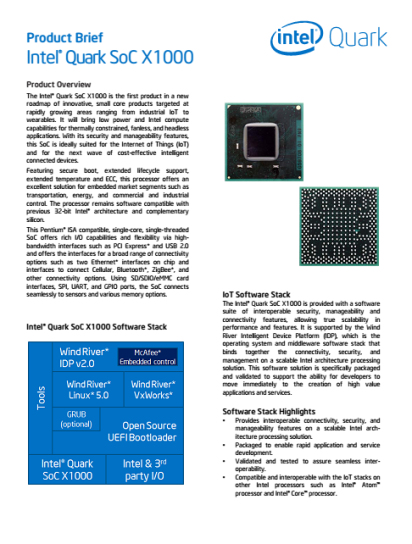 Product Brief
Intel® Quark SoC X1000
intel® Quark
Product Overview
The Intel® Quark SoC X1000 is the first product in a new
roadmap of innovative, small core products targeted at
rapidly growing areas ranging from industrial IoT to
wearables. It will bring low power and Intel compute
capabilities for thermally constrained, fanless, and headless
applications. With its security and manageability features,
this SoC is ideally suited for the Internet of Things (IoT)
and for the next wave of cost-effective intelligent
connected devices.
Featuring secure boot, extended lifecycle support,
extended temperature and ECC, this processor offers an
excellent solution for embedded market segments such as
transportation, energy, and commercial and industrial
control. The processor remains software compatible with
previous 32-bit Intel® architecture and complementary
silicon.
This Pentium® ISA compatible, single-core, single-threaded
SoC offers rich I/O capabilities and flexibility via high-
bandwidth interfaces such as PCI Express* and USB 2.0
and offers the interfaces for a broad range of connectivity
options such as two Ethernet* interfaces on chip and
interfaces to connect Cellular, Bluetooth*, ZigBee*, and
other connectivity options. Using SD/SDIO/eMMC card
interfaces, SPI, UART, and GPIO ports, the SoC connects
seamlessly to sensors and various memory options.
Intel® Quark SoC X1000 Software Stack
Tools
Wind River*
IDP v2.0
McAfee*
Embedded control
Wind River*
Linux* 5.0
Wind River*
VxWorks*
GRUB
(optional)
Open Source
UEFI Bootloader
Intel® Quark
SoC X1000
Intel & 3rd
party I/O
IoT Software Stack
The Intel® Quark SoC X1000 is provided with a software
suite of interoperable security, manageability and
connectivity features, allowing true scalability in
performance and features. It is supported by the Wind
River Intelligent Device Platform (IDP), which is the
operating system and middleware software stack that
binds together the connectivity, security, and
management on a scalable Intel architecture processing
solution. This software solution is specifically packaged
and validated to support the ability for developers to
move immediately to the creation of high value
applications and services.
Software Stack Highlights
• Provides interoperable connectivity, security, and
manageability features on a scalable Intel arch-
itecture processing solution.
• Packaged to enable rapid application and service
development.
• Validated and tested to assure seamless inter-
operability.
• Compatible and interoperable with the IoT stacks on
other Intel processors such as Intel® Atom™
processor and Intel® Core™ processor.